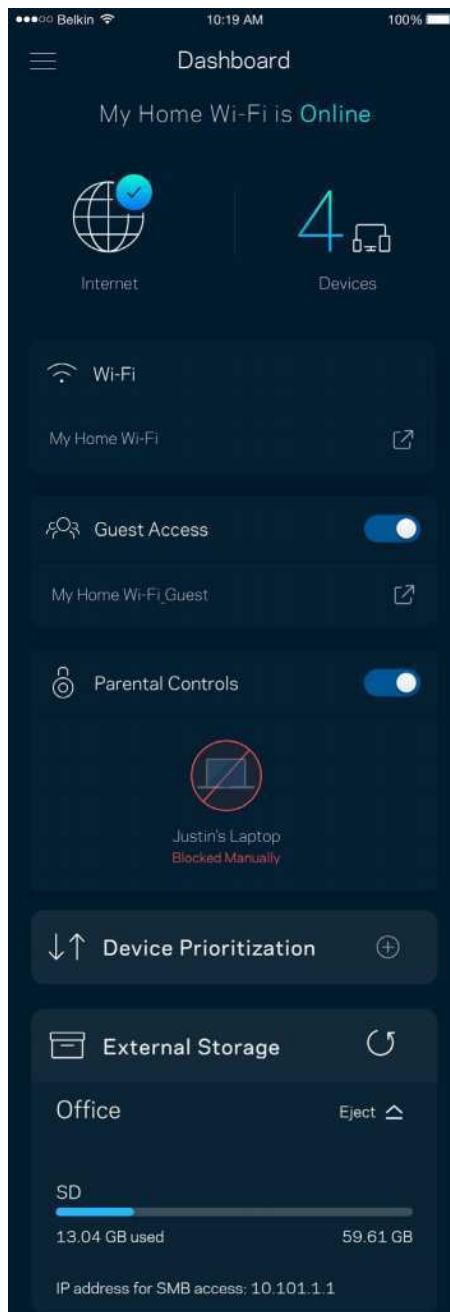 Belkin 10:19 AM 100%
Dashboard
My Home Wi-Fi is Online
4
Internet Devices
Wi-Fi
My Home Wi-Fi
Guest Access
My Home Wi-Fi_Guest
Parental Controls
Justin's Laptop
Blocked Manually
Device Prioritization
External Storage
Office Eject
SD
13.04 GB used 59.61 GB
IP address for SMB access: 10.101.1.1